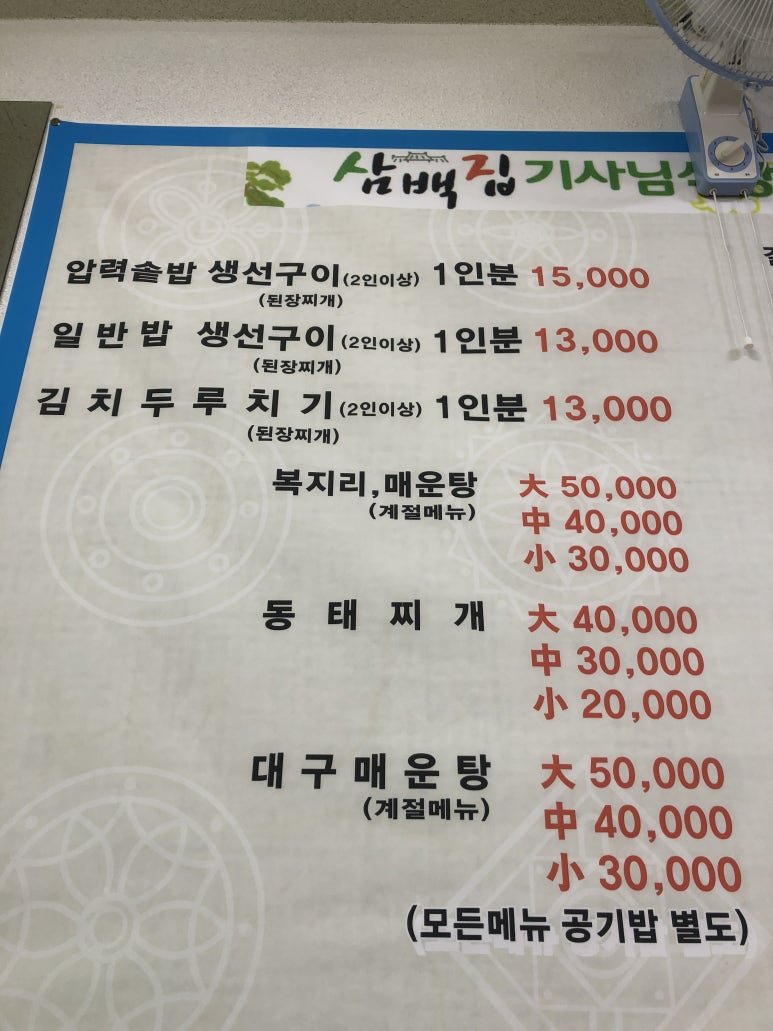 삼백집 기사님
압력솥밥 생선구이(2인이상) 1인분 15,000
(된장찌개)
일반밥 생선구이(2인이상) 1인분 13,000
(된장찌개)
김치두루치기(2인이상) 1인분 13,000
(된장찌개)
복지리,매운탕 大 50,000
(계절메뉴) 中 40,000
小 30,000
동태찌개 大 40,000
中 30,000
小 20,000
대구매운탕 大 50,000
(계절메뉴) 中 40,000
小 30,000
(모든메뉴 공기밥 별도)